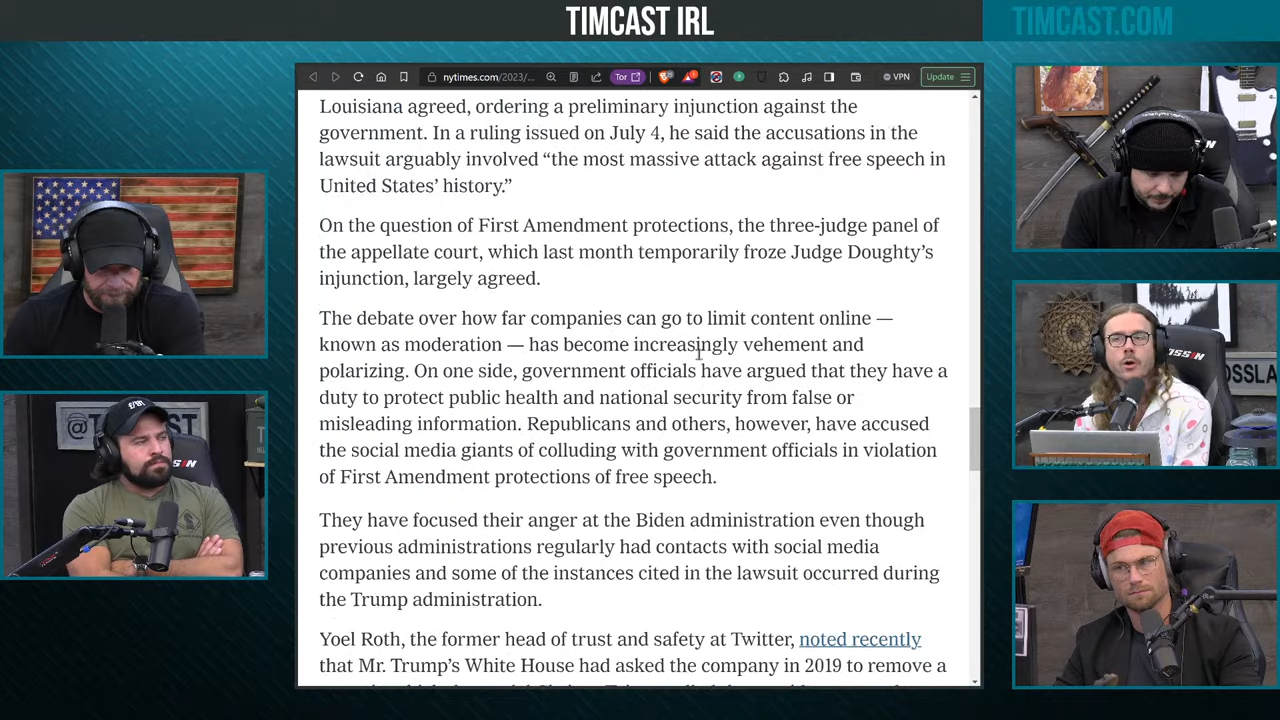 TIMCAST IRL
TIMCAST.COM
nytimes.com/2023/...
Tor
VPN
Update
Louisiana agreed, ordering a preliminary injunction against the
government. In a ruling issued on July 4, he said the accusations in the
lawsuit arguably involved “the most massive attack against free speech in
United States’ history.”
On the question of First Amendment protections, the three-judge panel of
the appellate court, which last month temporarily froze Judge Doughty’s
injunction, largely agreed.
The debate over how far companies can go to limit content online —
known as moderation — has become increasingly vehement and
polarizing. On one side, government officials have argued that they have a
duty to protect public health and national security from false or
misleading information. Republicans and others, however, have accused
the social media giants of colluding with government officials in violation
of First Amendment protections of free speech.
They have focused their anger at the Biden administration even though
previous administrations regularly had contacts with social media
companies and some of the instances cited in the lawsuit occurred during
the Trump administration.
Yoel Roth, the former head of trust and safety at Twitter, noted recently
that Mr. Trump’s White House had asked the company in 2019 to remove a